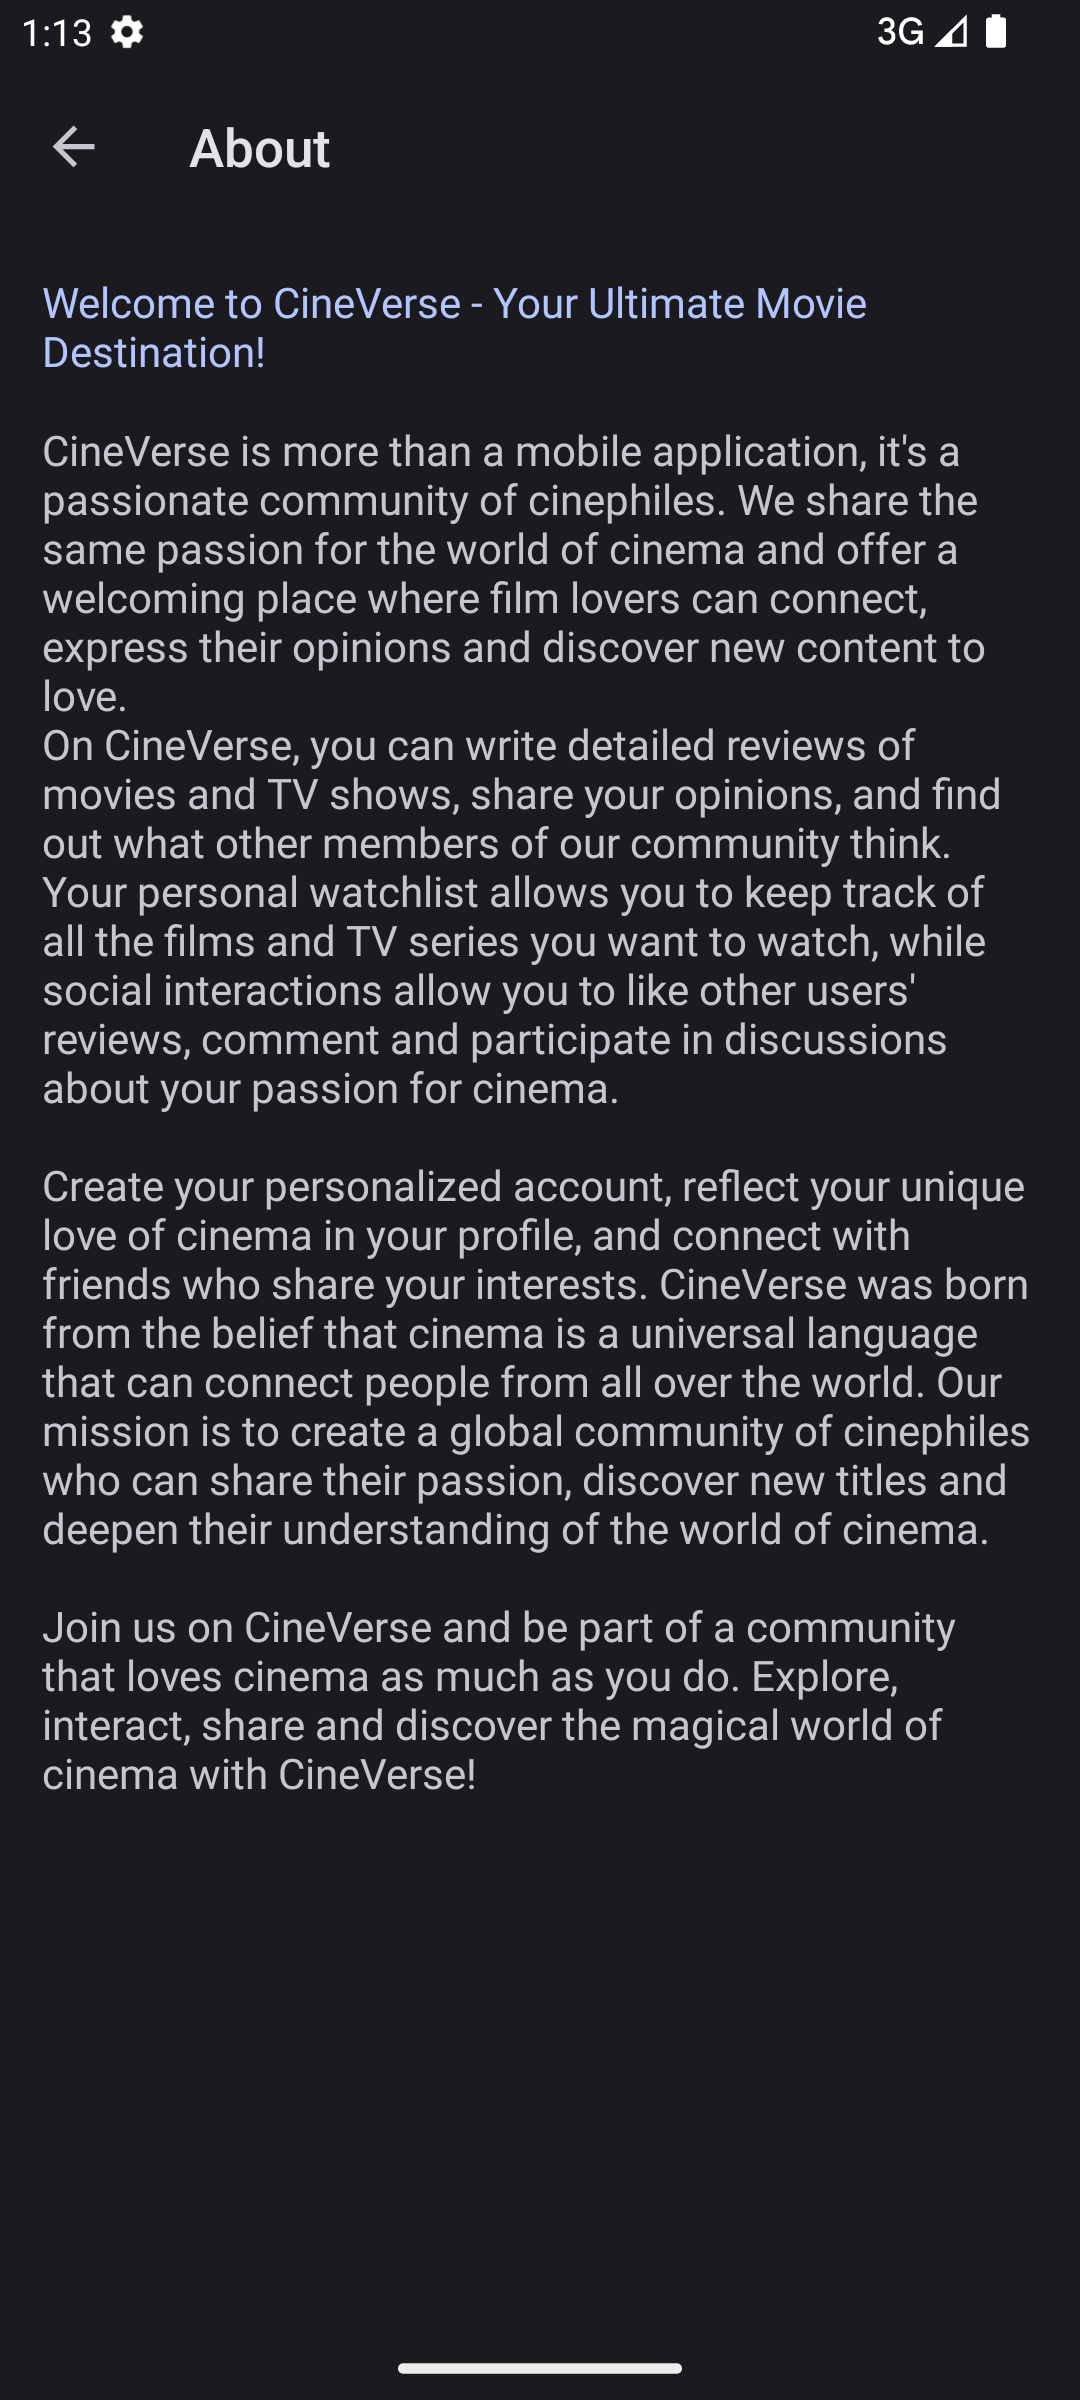 1:13
3G
About
Welcome to CineVerse - Your Ultimate Movie
Destination!
CineVerse is more than a mobile application, it's a
passionate community of cinephiles. We share the
same passion for the world of cinema and offer a
welcoming place where film lovers can connect,
express their opinions and discover new content to
love.
On CineVerse, you can write detailed reviews of
movies and TV shows, share your opinions, and find
out what other members of our community think.
Your personal watchlist allows you to keep track of
all the films and TV series you want to watch, while
social interactions allow you to like other users'
reviews, comment and participate in discussions
about your passion for cinema.
Create your personalized account, reflect your unique
love of cinema in your profile, and connect with
friends who share your interests. CineVerse was born
from the belief that cinema is a universal language
that can connect people from all over the world. Our
mission is to create a global community of cinephiles
who can share their passion, discover new titles and
deepen their understanding of the world of cinema.
Join us on CineVerse and be part of a community
that loves cinema as much as you do. Explore,
interact, share and discover the magical world of
cinema with CineVerse!